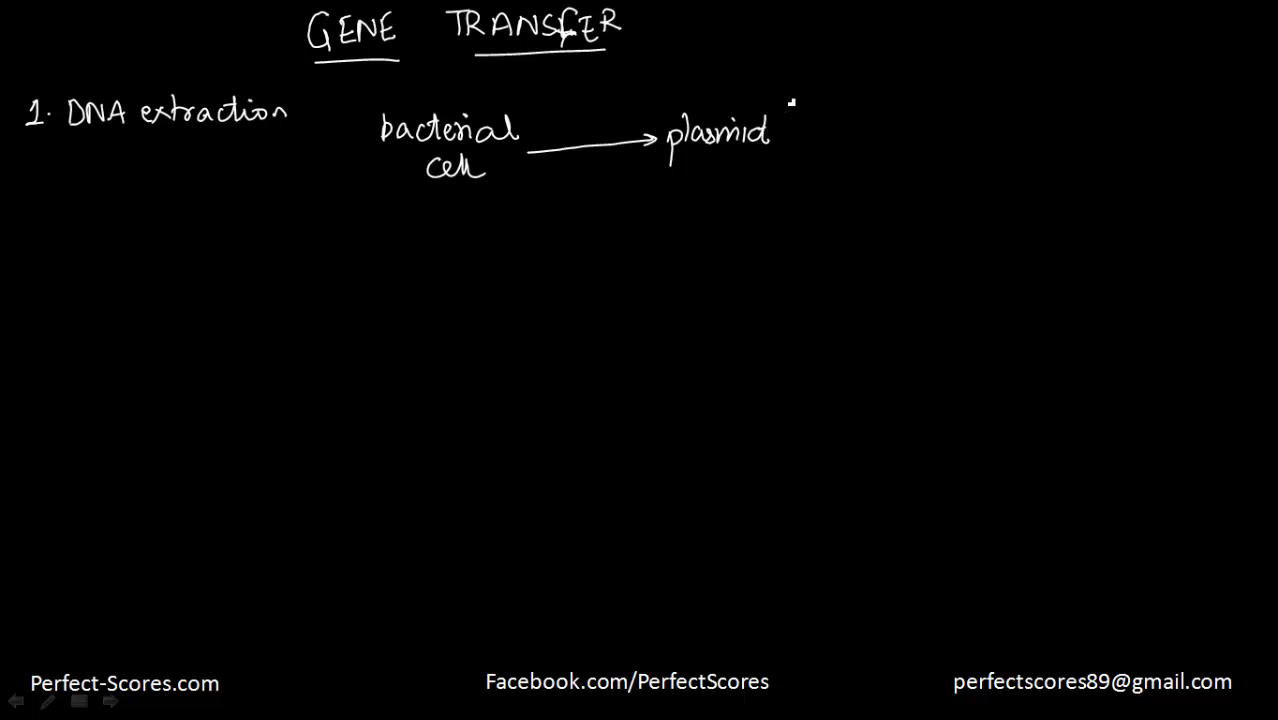 GENE TRANSFER
1. DNA extraction
bacterial cell → plasmid
Perfect-Scores.com
Facebook.com/PerfectScores
perfectscores89@gmail.com